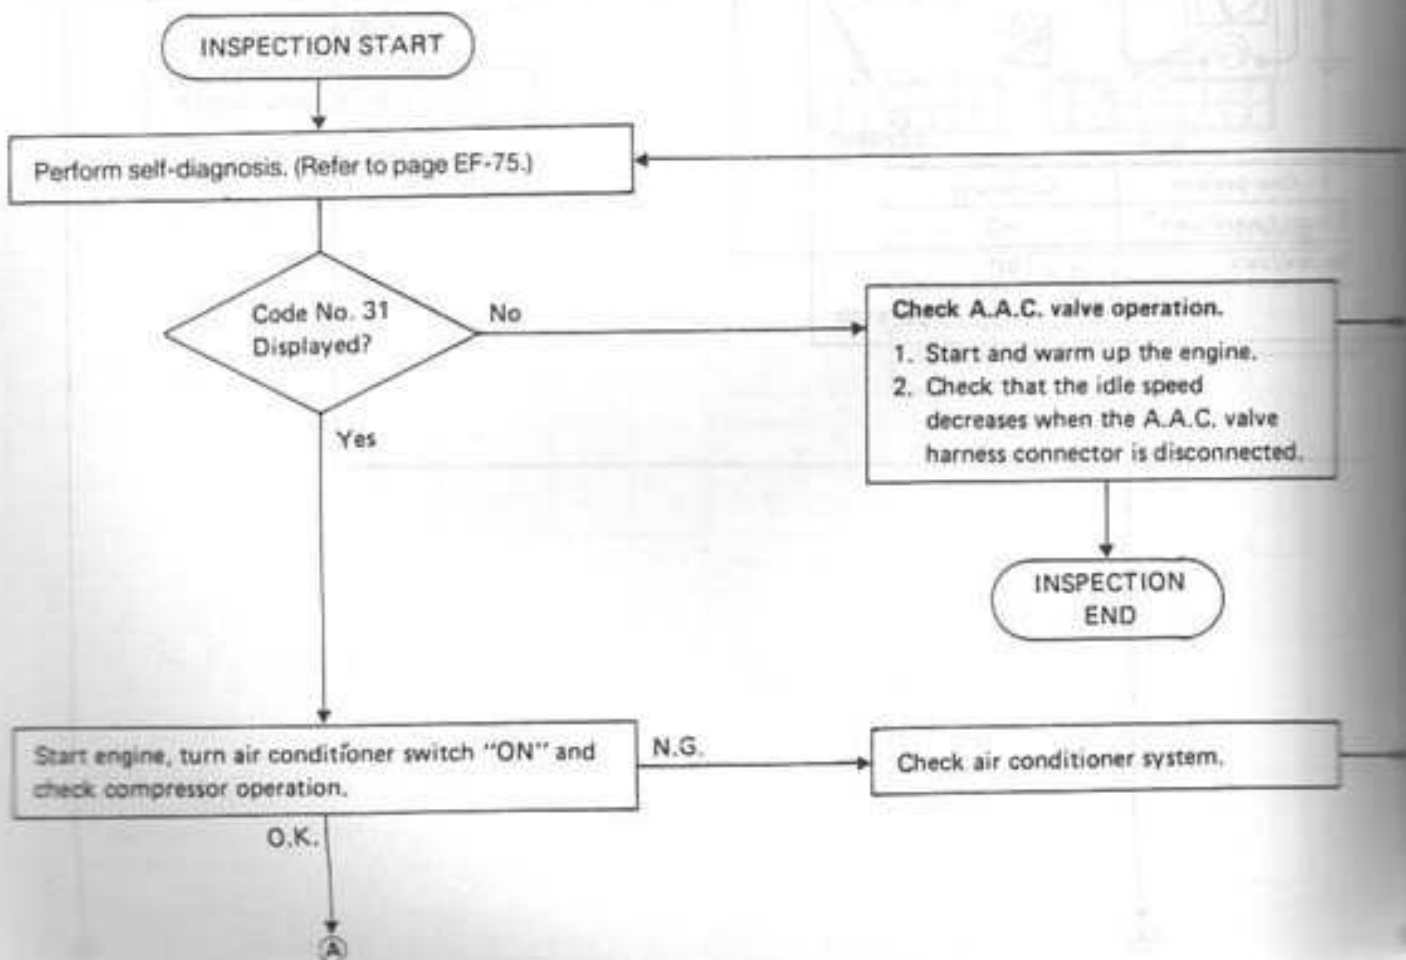 INSPECTION START
Perform self-diagnosis. (Refer to page EF-75.)
Code No. 31
Displayed?
No
Yes
Check A.A.C. valve operation.
1. Start and warm up the engine.
2. Check that the idle speed
decreases when the A.A.C. valve
harness connector is disconnected.
INSPECTION
END
Start engine, turn air conditioner switch "ON" and
check compressor operation.
N.G.
Check air conditioner system.
O.K.
A